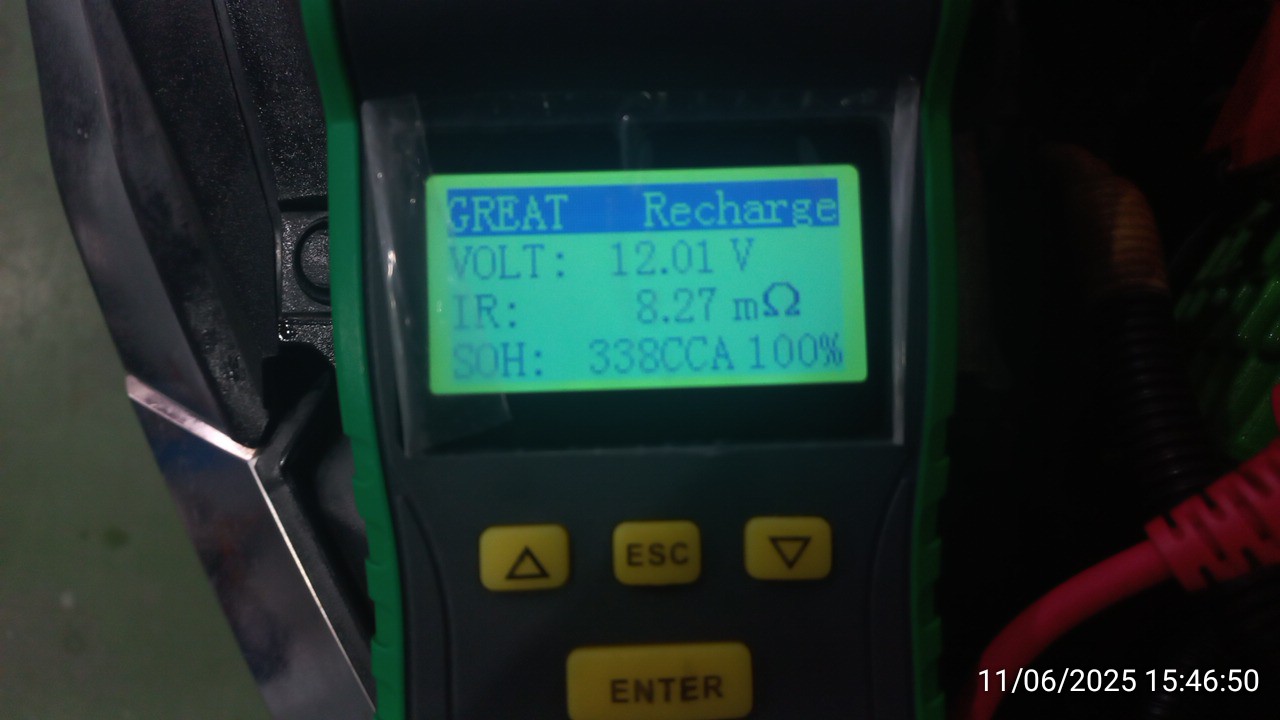 GREAT Recharge
VOLT: 12.01 V
IR: 8.27 mΩ
SOH: 338CCA 100%
ESC
ENTER
11/06/2025 15:46:50